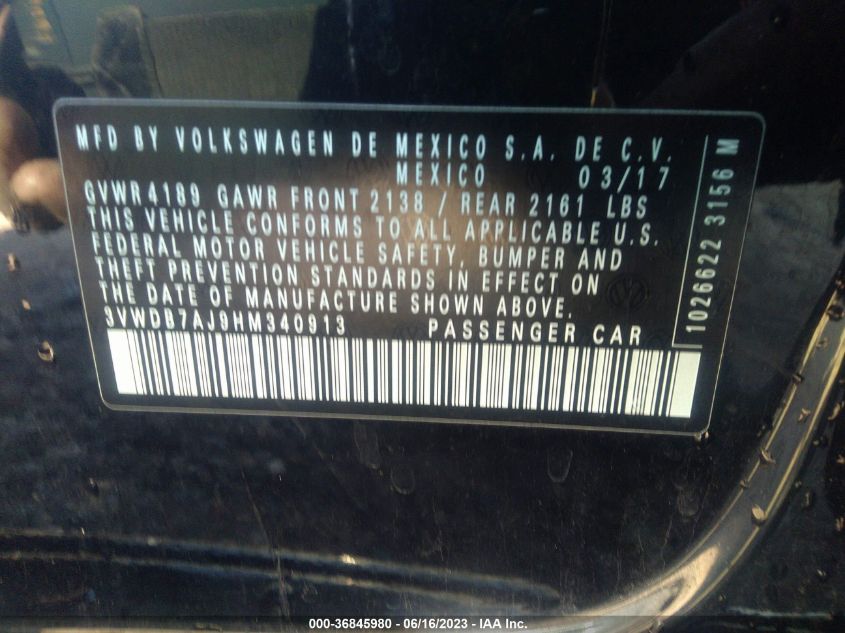 MFD BY VOLKSWAGEN DE MEXICO S.A. DE C.V.
MEXICO 03/17
GVWR4189 GAWR FRONT 2138 / REAR 2161 LBS
THIS VEHICLE CONFORMS TO ALL APPLICABLE U.S.
FEDERAL MOTOR VEHICLE SAFETY, BUMPER AND
THEFT PREVENTION STANDARDS IN EFFECT ON
THE DATE OF MANUFACTURE SHOWN ABOVE.
3VWDB7AJ9HM340913 PASSENGER CAR
1026622 3156 M
000-36845980 - 06/16/2023 - IAA Inc.